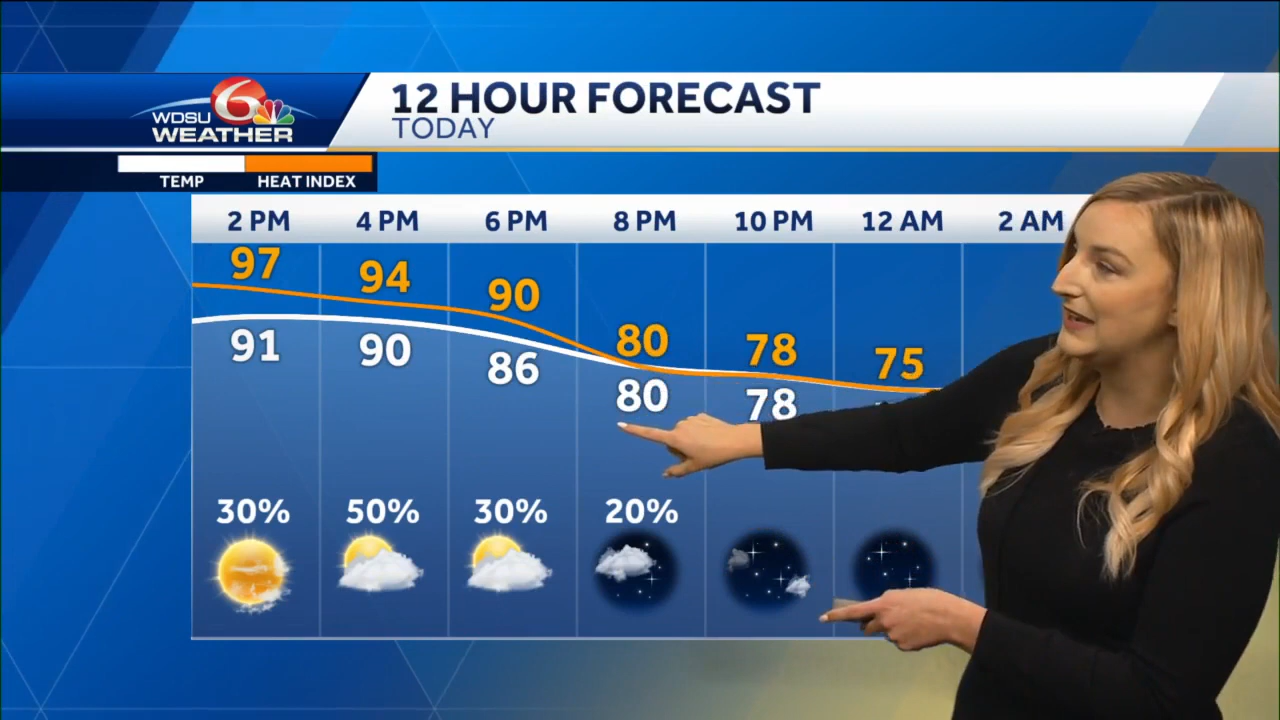 12 HOUR FORECAST
TODAY
6
WDSU
WEATHER
TEMP HEAT INDEX
2 PM 4 PM 6 PM 8 PM 10 PM 12 AM 2 AM
97 94 90 80 78 75
91 90 86 80 78
30% 50% 30% 20%